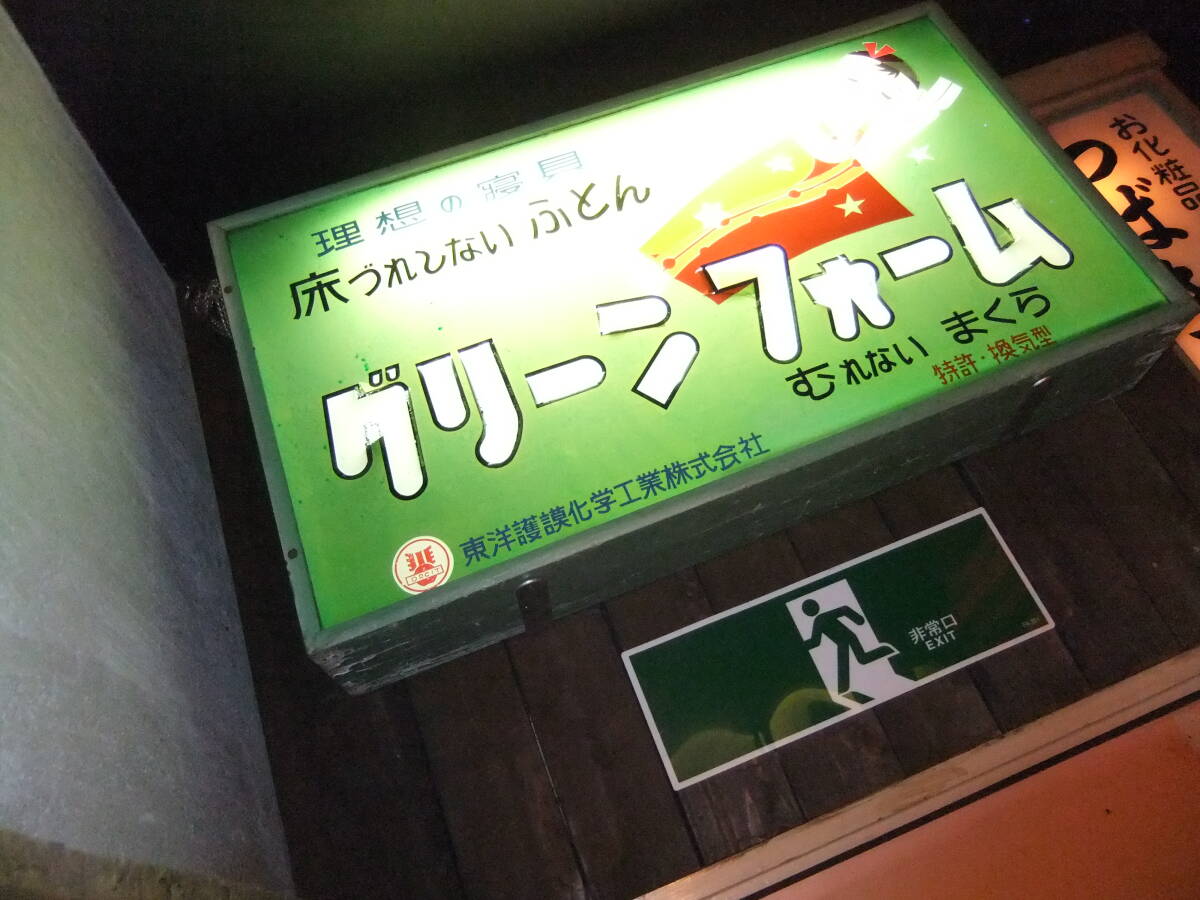 理想の寝具
床づれしない ふとん
グリーンフォーム
むれない まくら
特許・換気型
東洋護謨化学工業株式会社
お化粧品
つば
非常口
EXIT